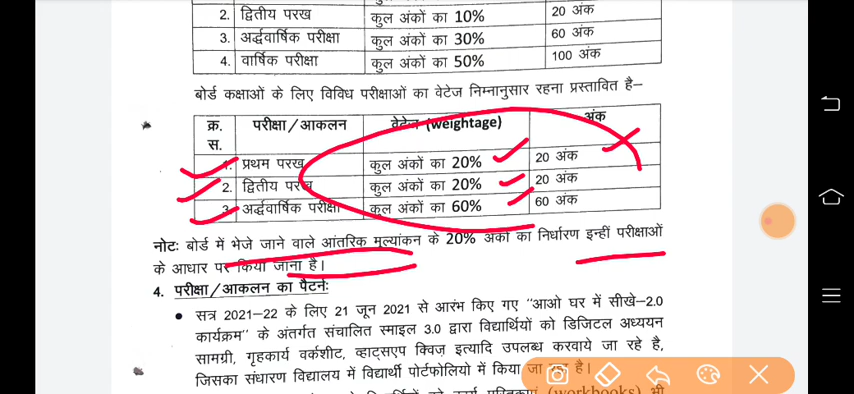 2. द्वितीय परख कुल अंकों का 10% 20 अंक
3. अर्द्धवार्षिक परीक्षा कुल अंकों का 30% 60 अंक
4. वार्षिक परीक्षा कुल अंकों का 50% 100 अंक
बोर्ड कक्षाओं के लिए विविध परीक्षाओं का वेटेज निम्नानुसार रहना प्रस्तावित है–
क्र. स. परीक्षा/आकलन वेटेज (weightage) अंक
1. प्रथम परख कुल अंकों का 20% 20 अंक
2. द्वितीय परख कुल अंकों का 20% 20 अंक
3. अर्द्धवार्षिक परीक्षा कुल अंकों का 60% 60 अंक
नोटः बोर्ड में भेजे जाने वाले आंतरिक मूल्यांकन के 20% अंकों का निर्धारण इन्हीं परीक्षाओं
के आधार पर किया जाना है।
4. परीक्षा/आकलन का पैटर्नः
• सत्र 2021-22 के लिए 21 जून 2021 से आरंभ किए गए "आओ घर में सीखे-2.0
कार्यक्रम" के अंतर्गत संचालित स्माइल 3.0 द्वारा विद्यार्थियों को डिजिटल अध्ययन
सामग्री, गृहकार्य वर्कशीट, व्हाट्सएप क्विज़ इत्यादि उपलब्ध करवाये जा रहे है,
जिसका संधारण विद्यालय में विद्यार्थी पोर्टफोलियो में किया जा रहा है।
(workbooks) भी